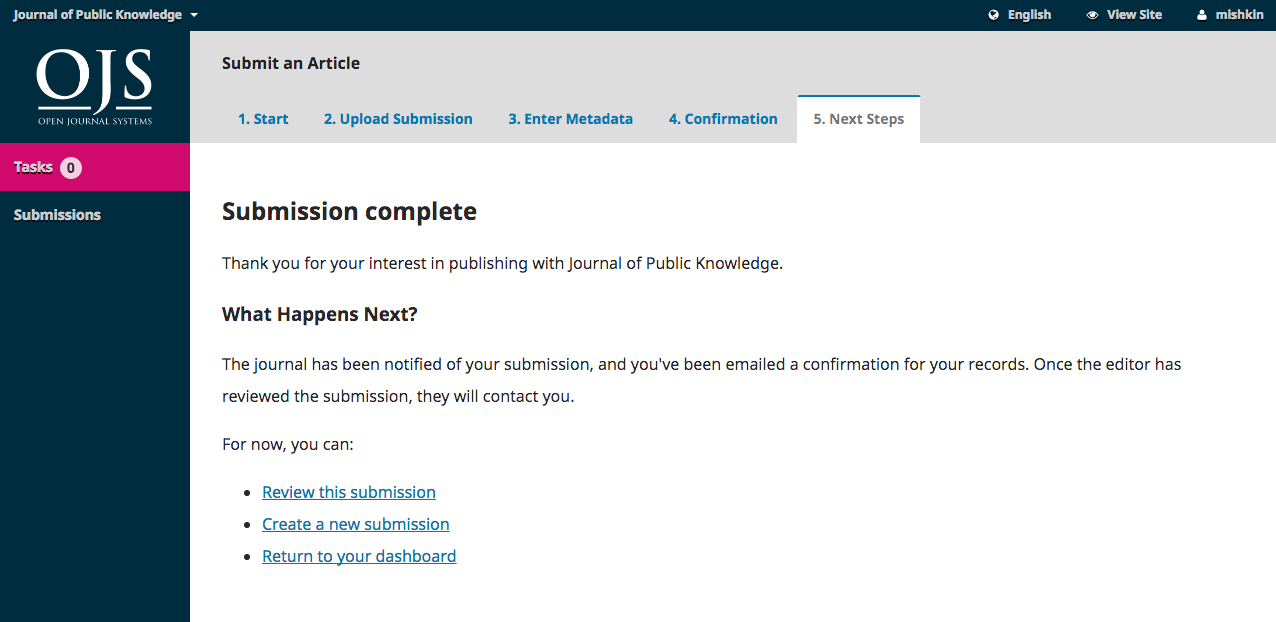 Journal of Public Knowledge
English
View Site
mishkin
OJS
OPEN JOURNAL SYSTEMS
Tasks 0
Submissions
Submit an Article
1. Start
2. Upload Submission
3. Enter Metadata
4. Confirmation
5. Next Steps
Submission complete
Thank you for your interest in publishing with Journal of Public Knowledge.
What Happens Next?
The journal has been notified of your submission, and you've been emailed a confirmation for your records. Once the editor has
reviewed the submission, they will contact you.
For now, you can:
Review this submission
Create a new submission
Return to your dashboard